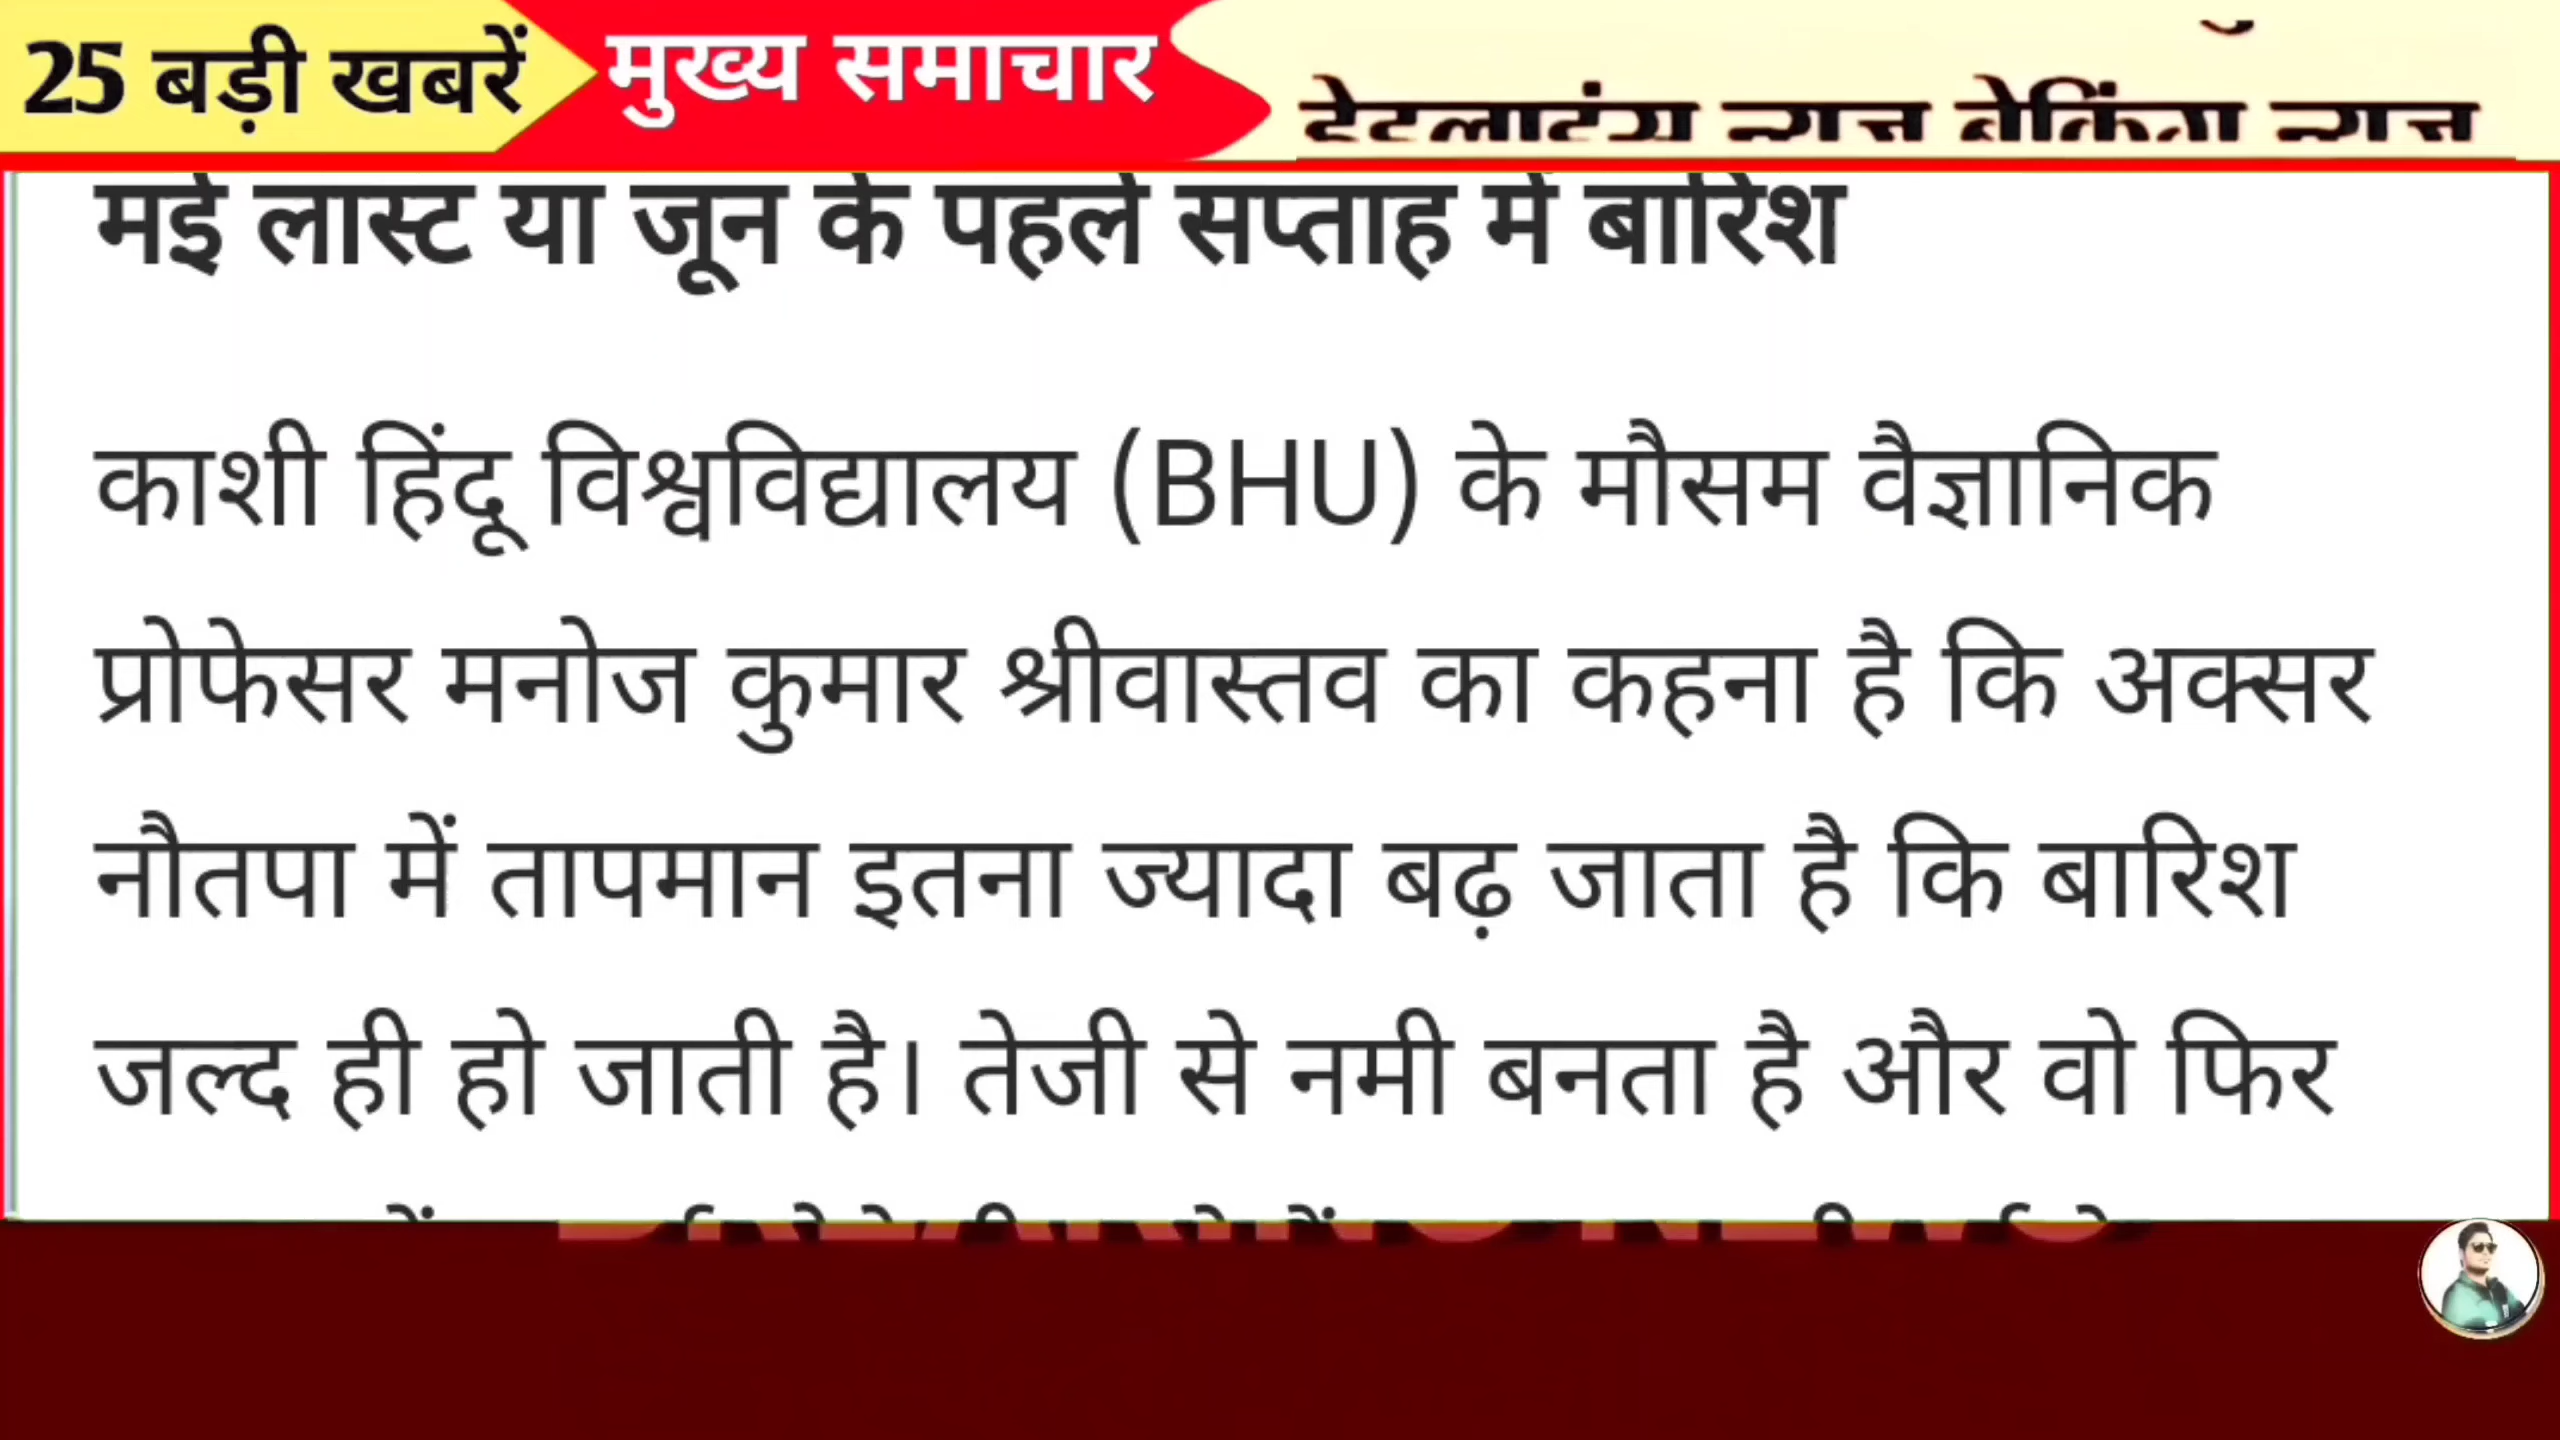 25 बड़ी खबरें
मुख्य समाचार
मई लास्ट या जून के पहले सप्ताह में बारिश
काशी हिंदू विश्वविद्यालय (BHU) के मौसम वैज्ञानिक
प्रोफेसर मनोज कुमार श्रीवास्तव का कहना है कि अक्सर
नौतपा में तापमान इतना ज्यादा बढ़ जाता है कि बारिश
जल्द ही हो जाती है। तेजी से नमी बनता है और वो फिर